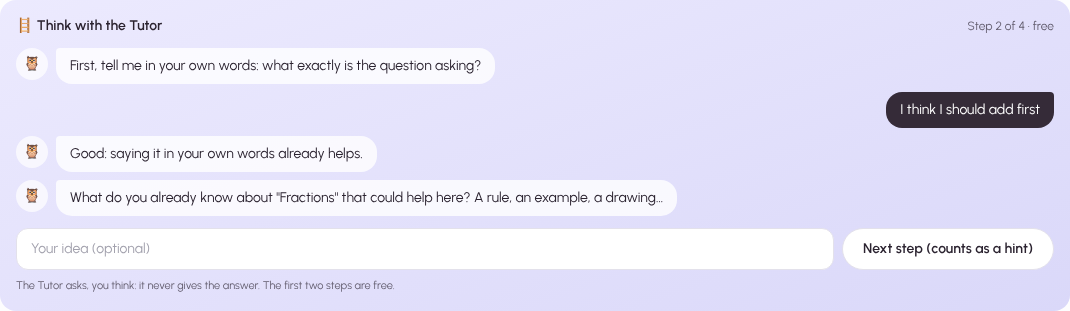 Think with the Tutor
Step 2 of 4 · free
First, tell me in your own words: what exactly is the question asking?
I think I should add first
Good: saying it in your own words already helps.
What do you already know about "Fractions" that could help here? A rule, an example, a drawing...
Your idea (optional)
Next step (counts as a hint)
The Tutor asks, you think: it never gives the answer. The first two steps are free.